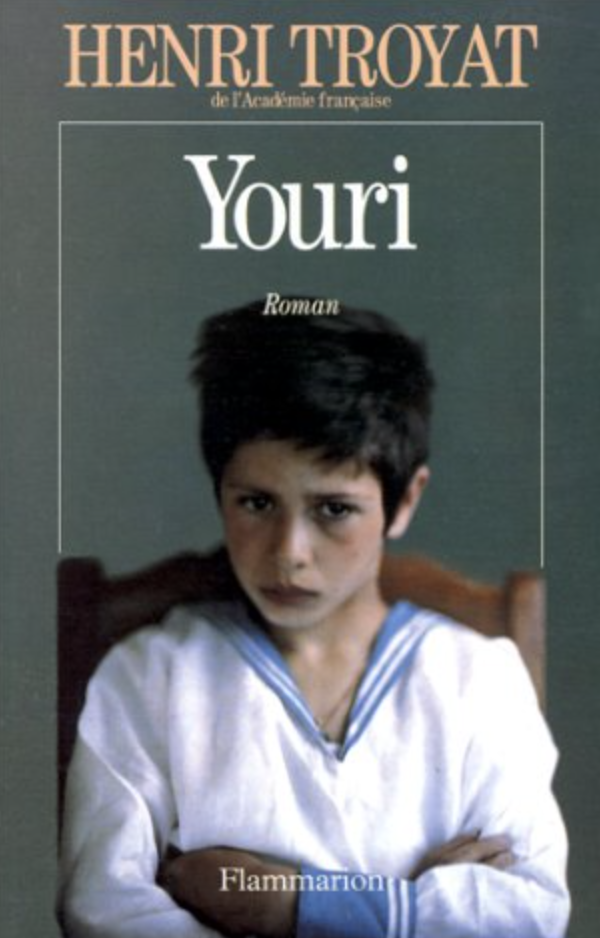 HENRI TROYAT
de l'Académie française
Youri
Roman
Flammarion